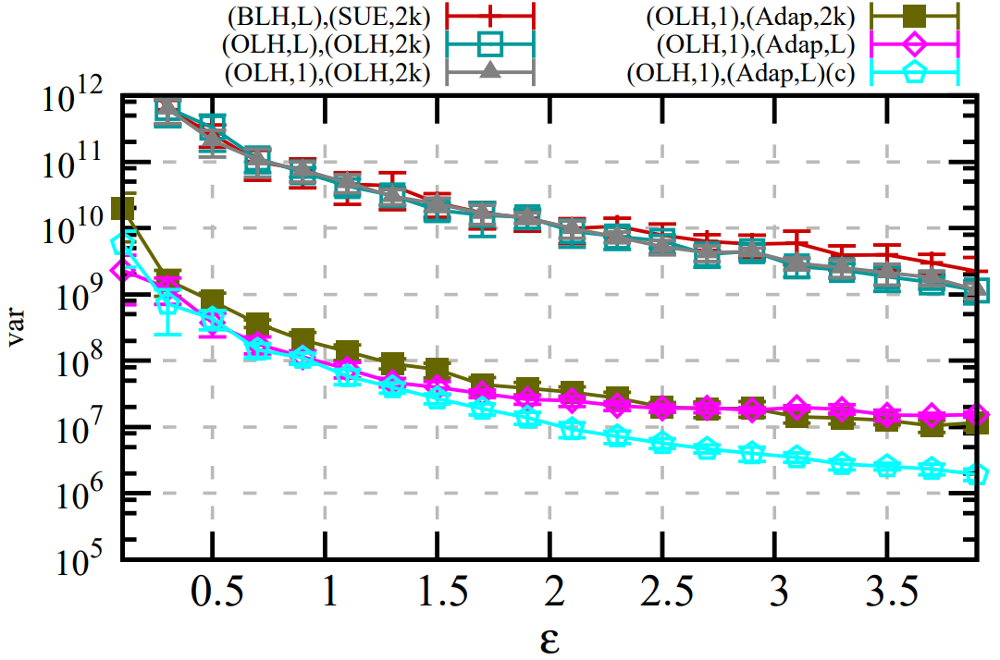 (BLH,L),(SUE,2k)
(OLH,L),(OLH,2k)
(OLH,1),(OLH,2k)
(OLH,1),(Adap,2k)
(OLH,1),(Adap,L)
(OLH,1),(Adap,L)(c)
10^12
10^11
10^10
10^9
10^8
10^7
10^6
10^5
var
0.5 1 1.5 2 2.5 3 3.5
ε